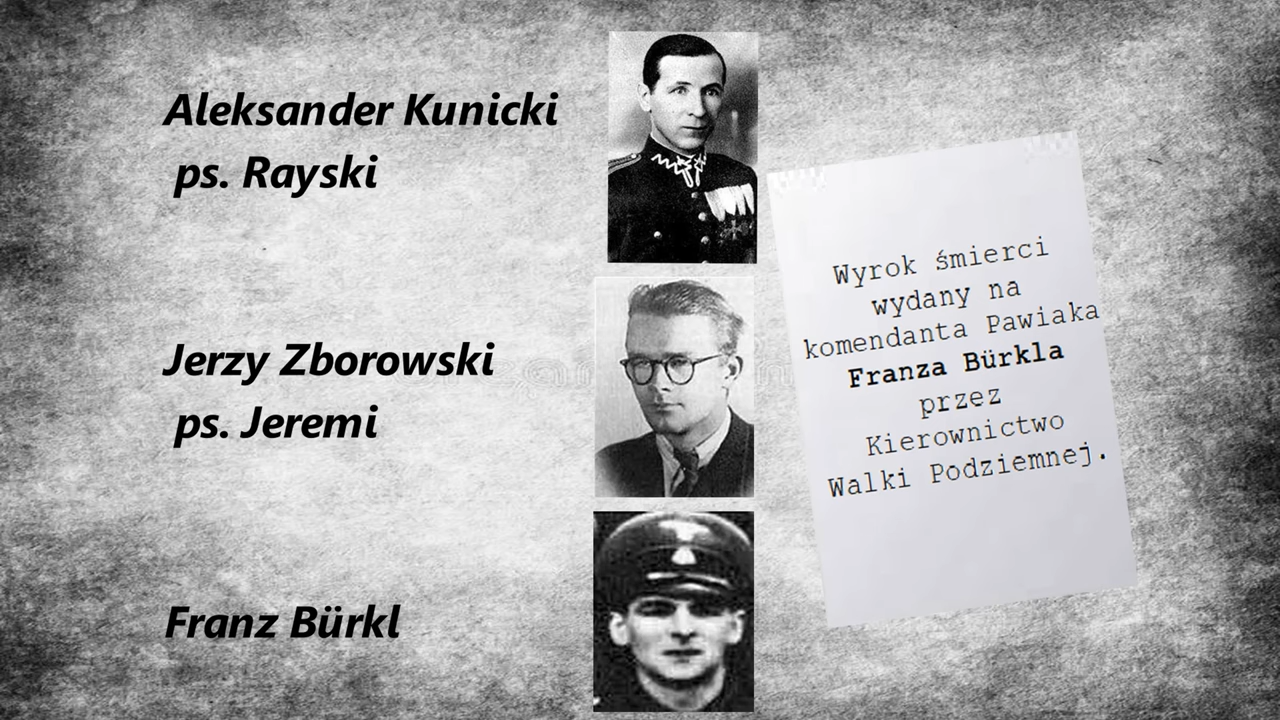 Aleksander Kunicki
ps. Rayski
Jerzy Zborowski
ps. Jeremi
Franz Bürkl
Wyrok śmierci
wydany na
komendanta Pawiaka
Franza Bürkla
przez
Kierownictwo
Walki Podziemnej.